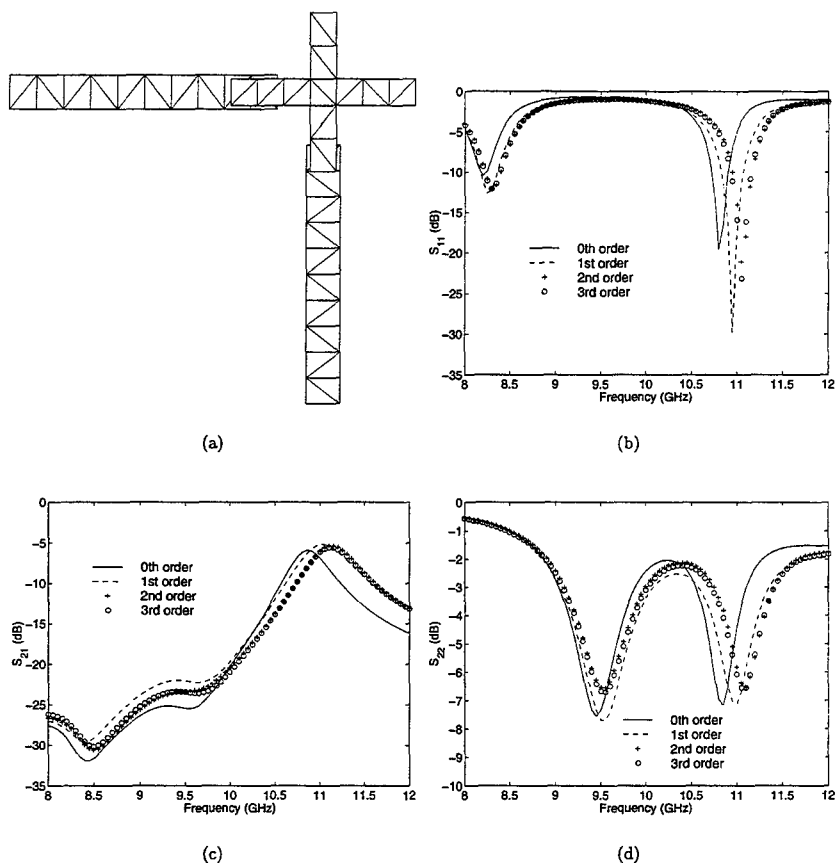 (a)
0
−5
−10
−15
−20
−25
−30
−35
S11 (dB)
0th order
1st order
2nd order
3rd order
8 8.5 9 9.5 10 10.5 11 11.5 12
Frequency (GHz)
(b)
0
−5
−10
−15
−20
−25
−30
−35
S21 (dB)
0th order
1st order
2nd order
3rd order
8 8.5 9 9.5 10 10.5 11 11.5 12
Frequency (GHz)
(c)
0
−1
−2
−3
−4
−5
−6
−7
−8
−9
−10
S22 (dB)
0th order
1st order
2nd order
3rd order
8 8.5 9 9.5 10 10.5 11 11.5 12
Frequency (GHz)
(d)